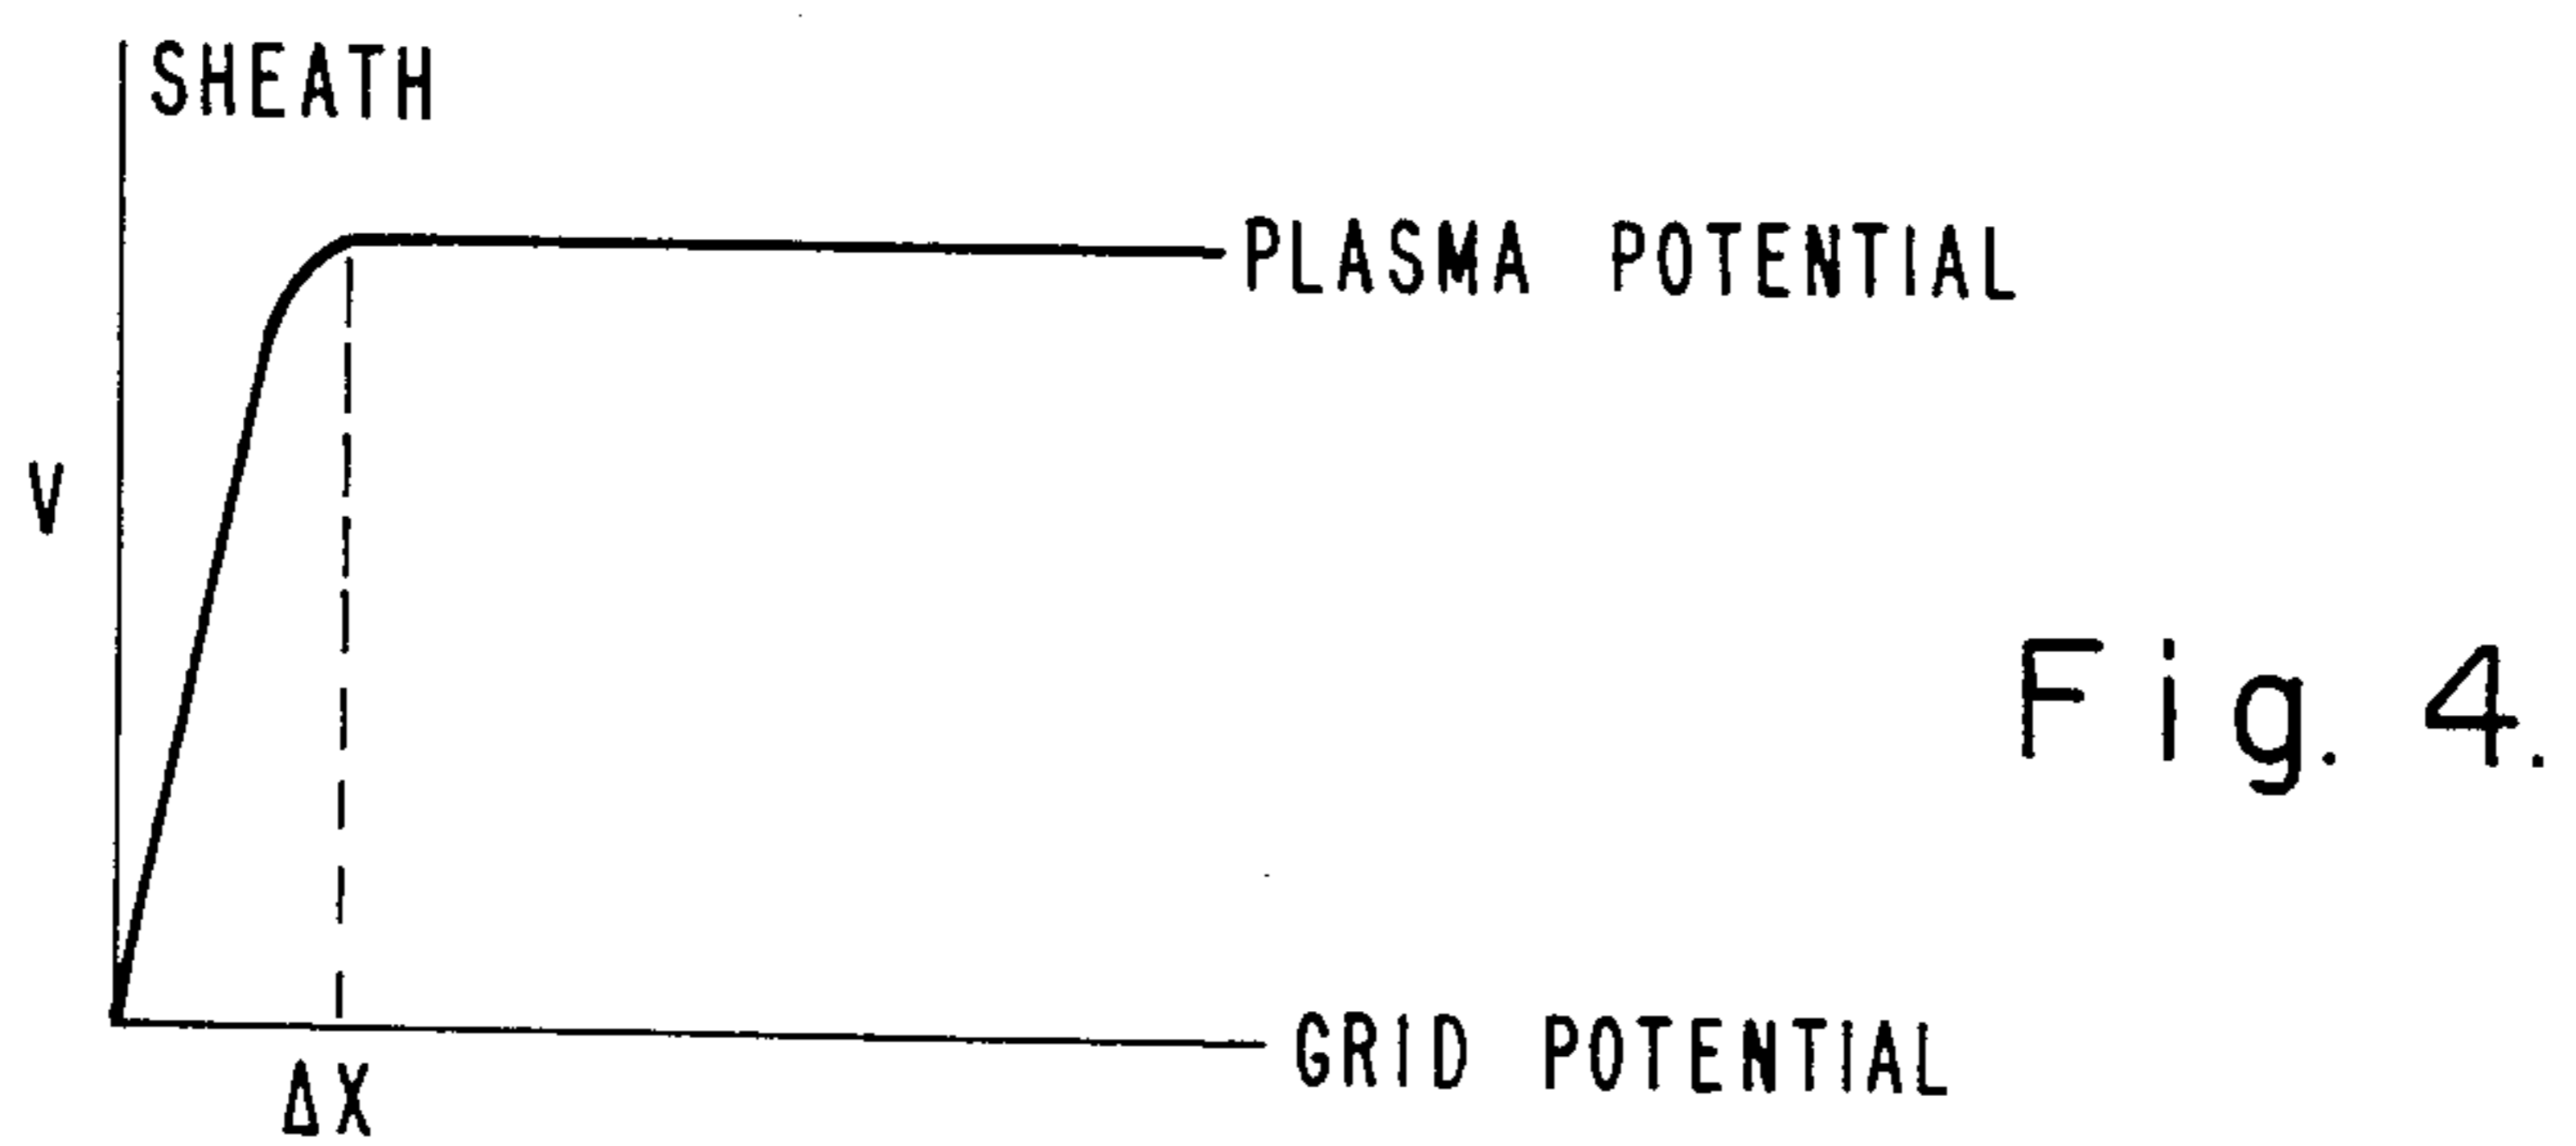 SHEATH
PLASMA POTENTIAL
V
Fig. 4.
GRID POTENTIAL
ΔX